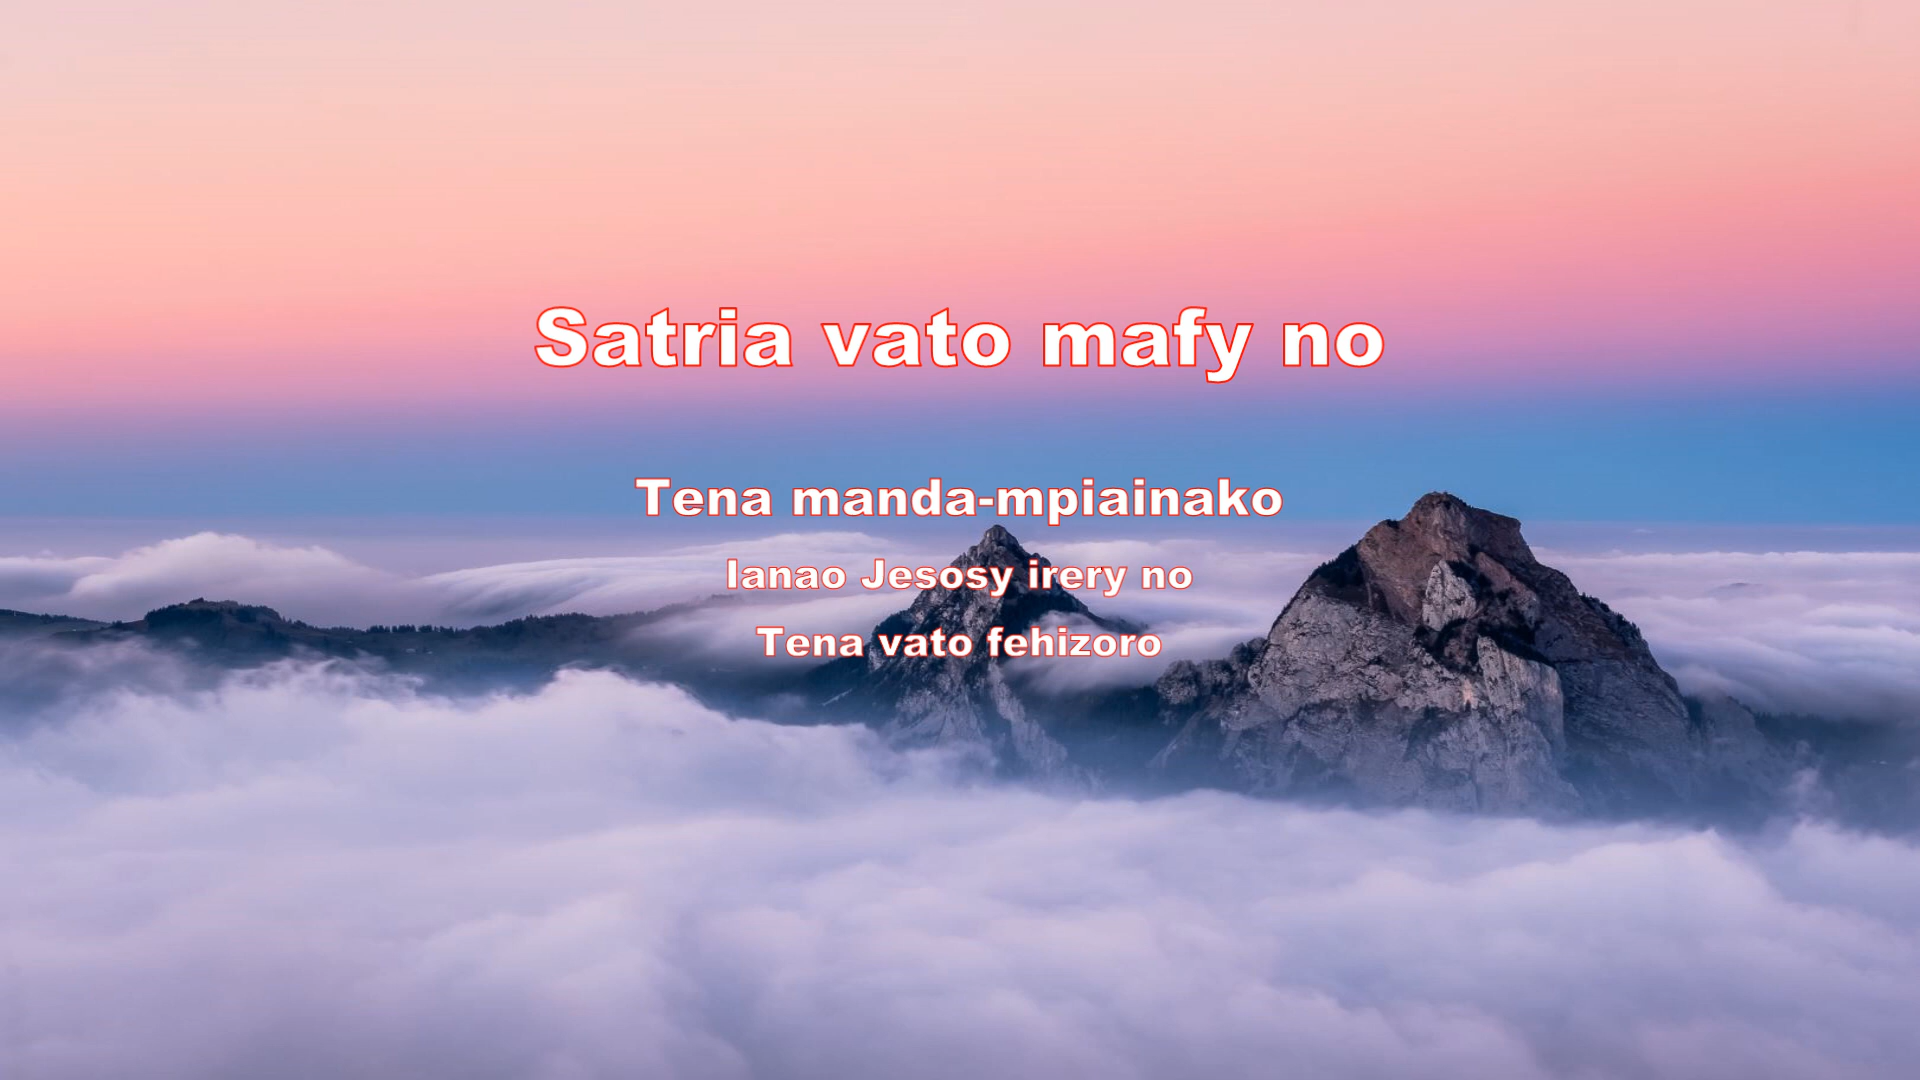 Satria vato mafy no
Tena manda-mpiainako
Ianao Jesosy irery no
Tena vato fehizoro